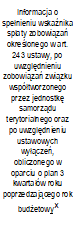 Informacja o
spełnieniu wskaźnika
spłaty zobowiązań
określonego w art.
243 ustawy, po
uwzględnieniu
zobowiązań związku
współtworzonego
przez jednostkę
samorządu
terytorialnego oraz
po uwzględnieniu
ustawowych
wyłączeń,
obliczonego w
oparciu o plan 3
kwartałów roku
poprzedzającego rok
budżetowyˣ